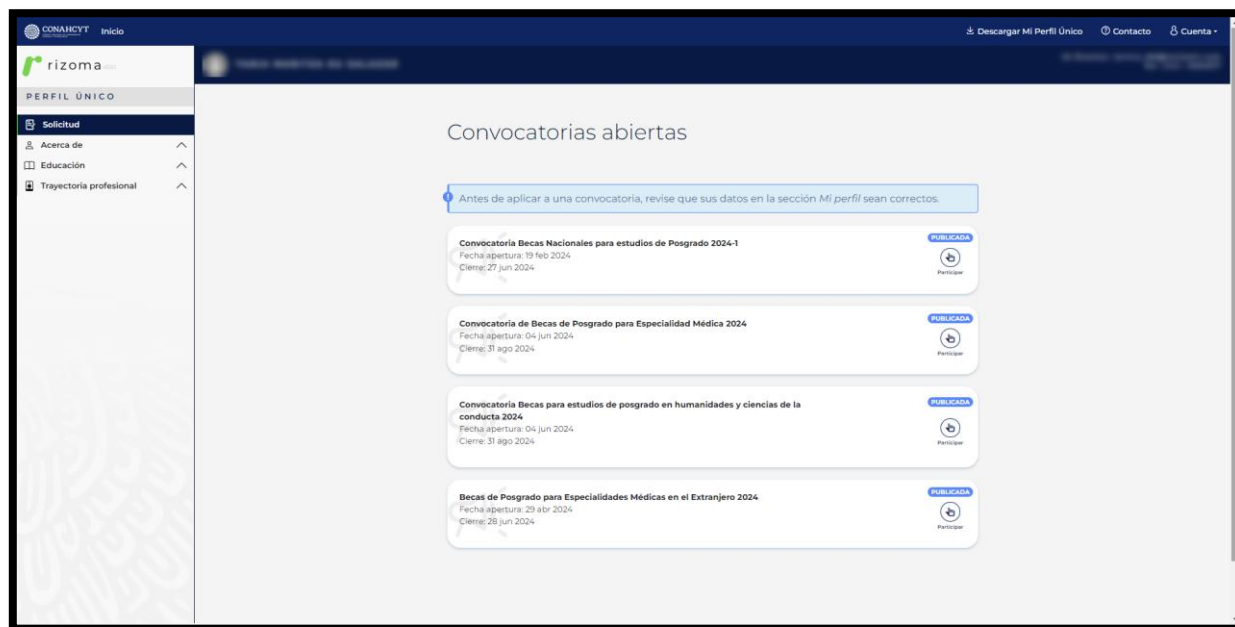 CONAHCYT Inicio
Descargar Mi Perfil Único Contacto Cuenta
rizoma
PERFIL ÚNICO
Solicitud
Acerca de
Educación
Trayectoria profesional
Convocatorias abiertas
Antes de aplicar a una convocatoria, revise que sus datos en la sección Mi perfil sean correctos.
Convocatoria Becas Nacionales para estudios de Posgrado 2024-1
Fecha apertura: 19 feb 2024
Cierre: 27 jun 2024
PUBLICADA
Participar
Convocatoria de Becas de Posgrado para Especialidad Médica 2024
Fecha apertura: 04 jun 2024
Cierre: 31 ago 2024
PUBLICADA
Participar
Convocatoria Becas para estudios de posgrado en humanidades y ciencias de la
conducta 2024
Fecha apertura: 04 jun 2024
Cierre: 31 ago 2024
PUBLICADA
Participar
Becas de Posgrado para Especialidades Médicas en el Extranjero 2024
Fecha apertura: 29 abr 2024
Cierre: 28 jun 2024
PUBLICADA
Participar